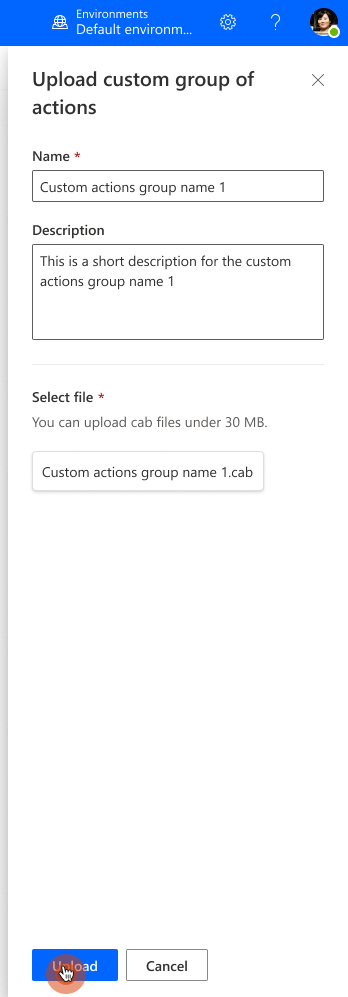 Environments
Default environm...
?
Upload custom group of
actions
Name *
Custom actions group name 1
Description
This is a short description for the custom
actions group name 1
Select file *
You can upload cab files under 30 MB.
Custom actions group name 1.cab
Upload
Cancel